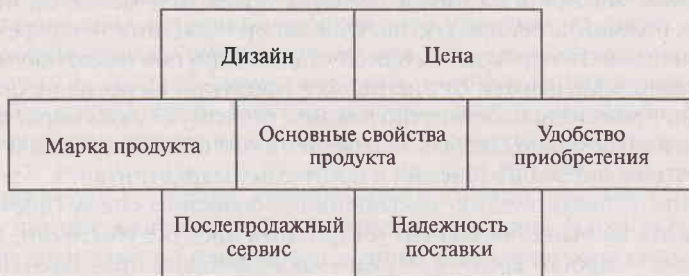 Дизайн Цена
Марка продукта Основные свойства продукта Удобство приобретения
Послепродажный сервис Надежность поставки